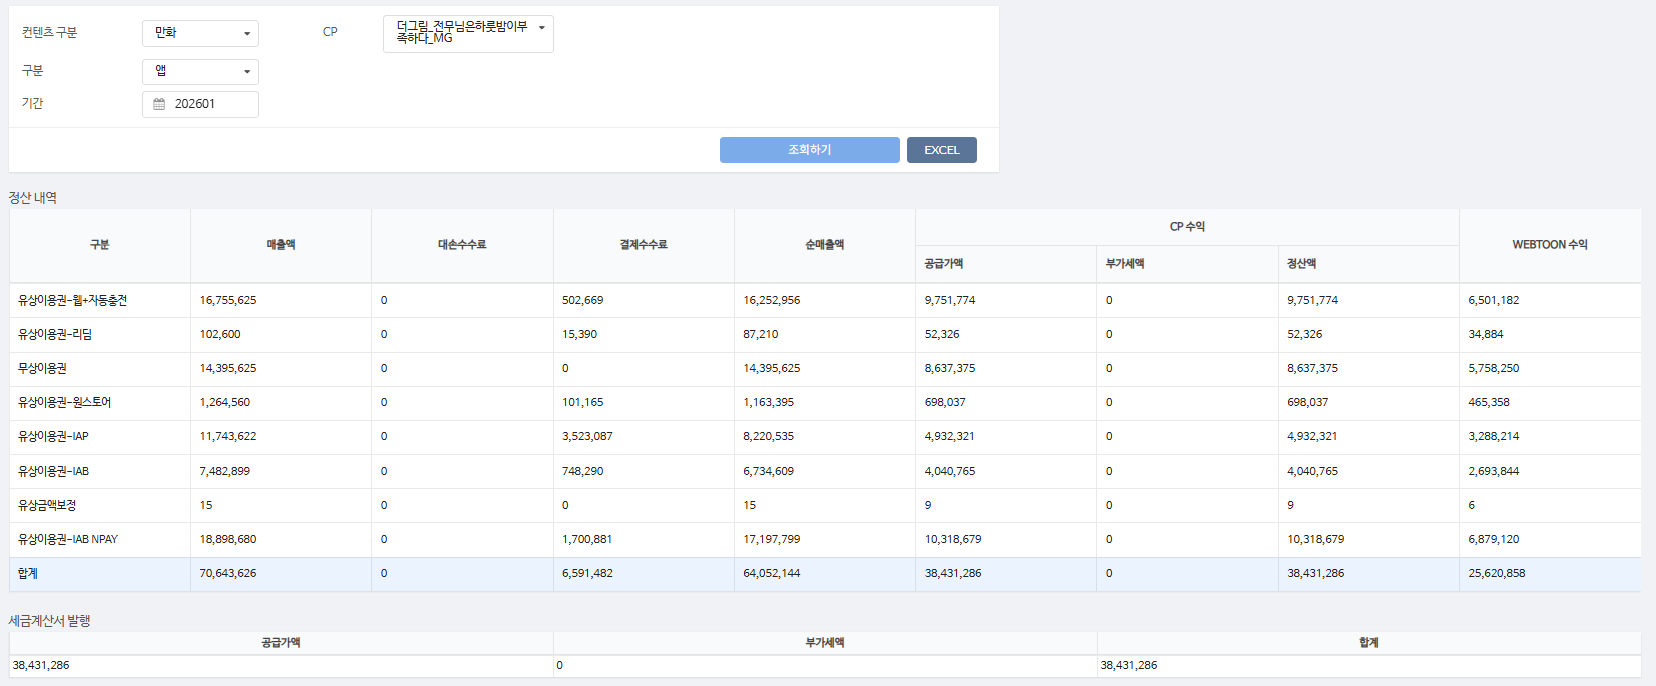 컨텐츠 구분 만화 CP 더그림_전무님은하룻밤이부
족하다_MG
구분 앱
기간 202601
조회하기 EXCEL
정산 내역
구분 매출액 대손수수료 결제수수료 순매출액 CP 수익 WEBTOON 수익
공급가액 부가세액 정산액
유상이용권-웹+자동충전 16,755,625 0 502,669 16,252,956 9,751,774 0 9,751,774 6,501,182
유상이용권-리딤 102,600 0 15,390 87,210 52,326 0 52,326 34,884
무상이용권 14,395,625 0 0 14,395,625 8,637,375 0 8,637,375 5,758,250
유상이용권-원스토어 1,264,560 0 101,165 1,163,395 698,037 0 698,037 465,358
유상이용권-IAP 11,743,622 0 3,523,087 8,220,535 4,932,321 0 4,932,321 3,288,214
유상이용권-IAB 7,482,899 0 748,290 6,734,609 4,040,765 0 4,040,765 2,693,844
유상금액보정 15 0 0 15 9 0 9 6
유상이용권-IAB NPAY 18,898,680 0 1,700,881 17,197,799 10,318,679 0 10,318,679 6,879,120
합계 70,643,626 0 6,591,482 64,052,144 38,431,286 0 38,431,286 25,620,858
세금계산서 발행
공급가액 부가세액 합계
38,431,286 0 38,431,286